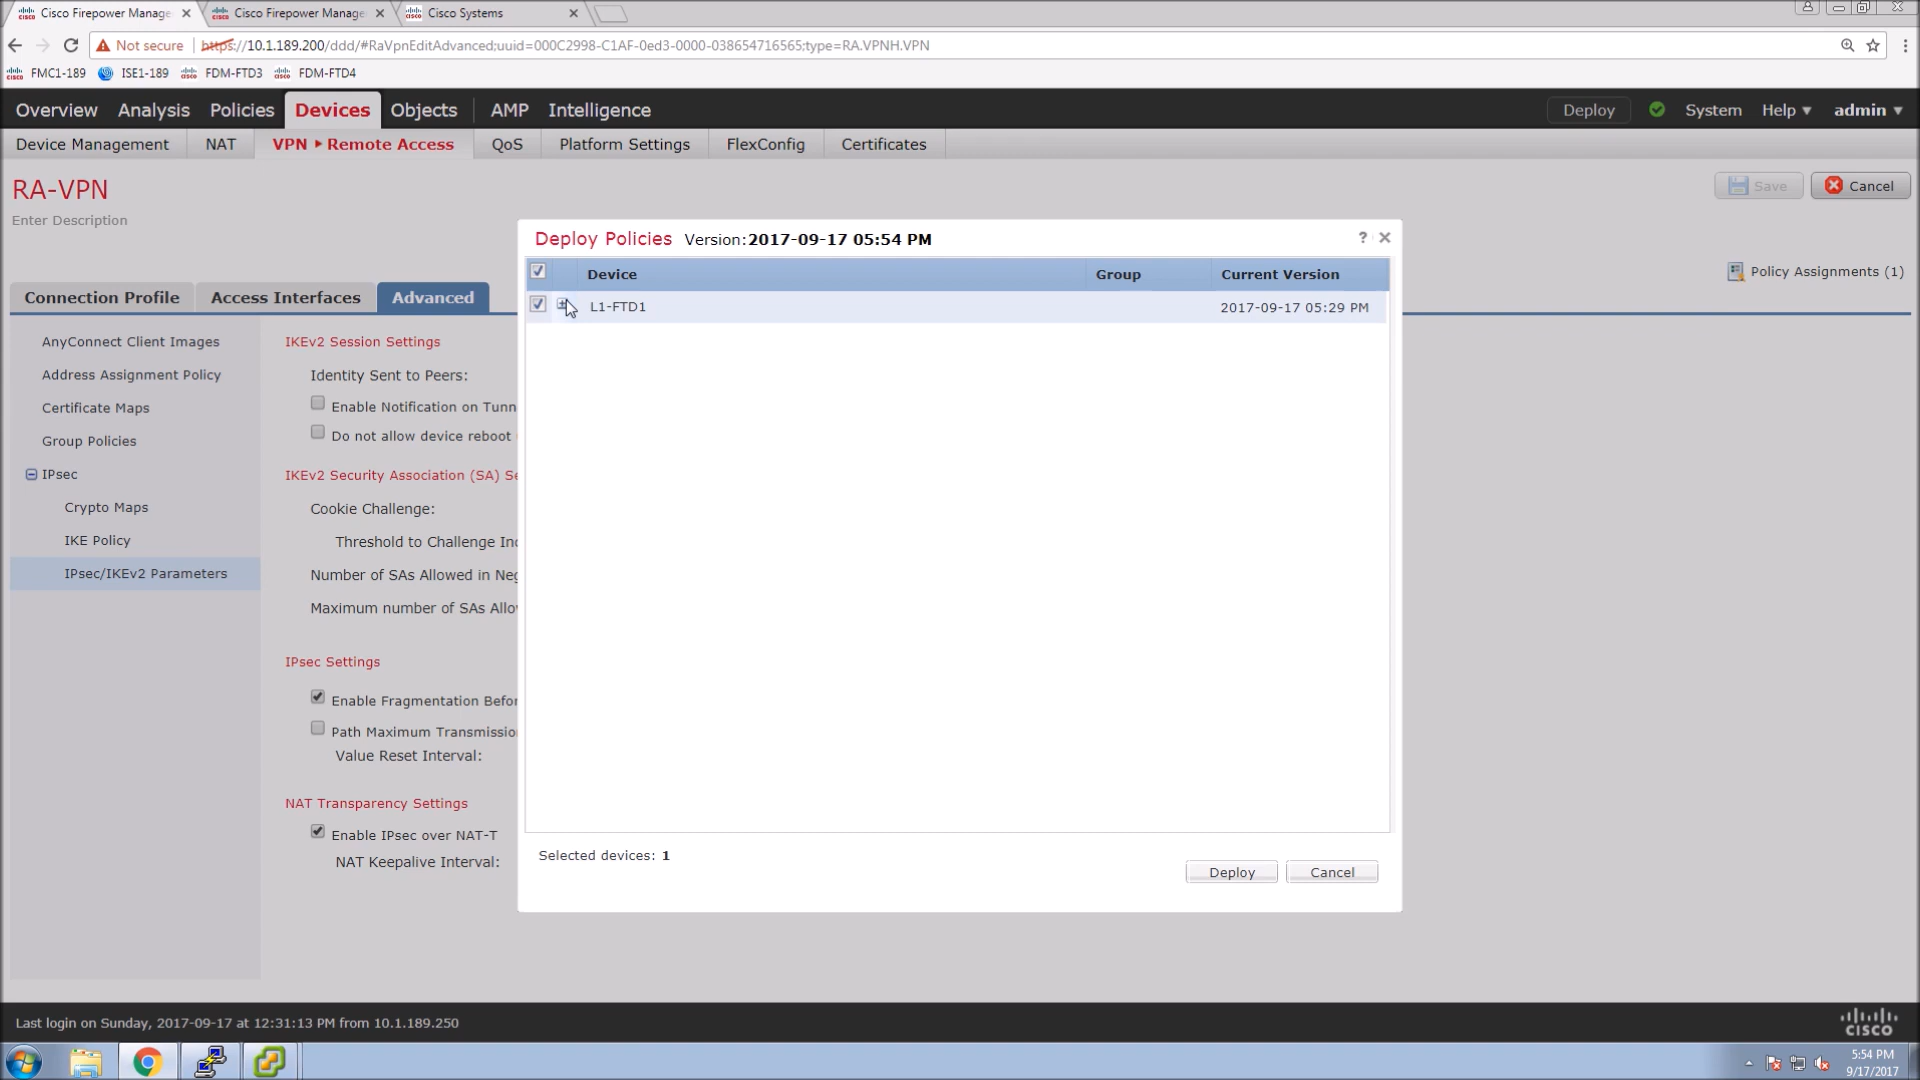 Cisco Firepower Manage
Cisco Firepower Manage
Cisco Systems
Not secure
https://10.1.189.200/ddd/#RaVpnEditAdvanced;uuid=000C2998-C1AF-0ed3-0000-038654716565;type=RA.VPNH.VPN
FMC1-189 ISE1-189 FDM-FTD3 FDM-FTD4
Overview Analysis Policies Devices Objects AMP Intelligence Deploy System Help admin
Device Management NAT VPN Remote Access QoS Platform Settings FlexConfig Certificates
RA-VPN
Save Cancel
Enter Description
Deploy Policies Version:2017-09-17 05:54 PM
?
Policy Assignments (1)
Device Group Current Version
L1-FTD1 2017-09-17 05:29 PM
Connection Profile Access Interfaces Advanced
AnyConnect Client Images
Address Assignment Policy
Certificate Maps
Group Policies
IPsec
Crypto Maps
IKE Policy
IPsec/IKEv2 Parameters
IKEv2 Session Settings
Identity Sent to Peers:
Enable Notification on Tunn
Do not allow device reboot
IKEv2 Security Association (SA) Se
Cookie Challenge:
Threshold to Challenge Inc
Number of SAs Allowed in Neg
Maximum number of SAs Allo
IPsec Settings
Enable Fragmentation Befor
Path Maximum Transmissio
Value Reset Interval:
NAT Transparency Settings
Enable IPsec over NAT-T
NAT Keepalive Interval:
Selected devices: 1
Deploy Cancel
Last login on Sunday, 2017-09-17 at 12:31:13 PM from 10.1.189.250
CISCO
5:54 PM
9/17/2017